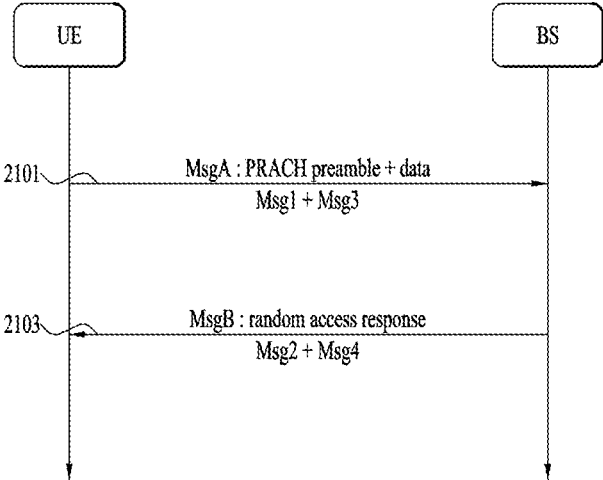 UE
BS
2101
MsgA : PRACH preamble + data
Msg1 + Msg3
2103
MsgB : random access response
Msg2 + Msg4